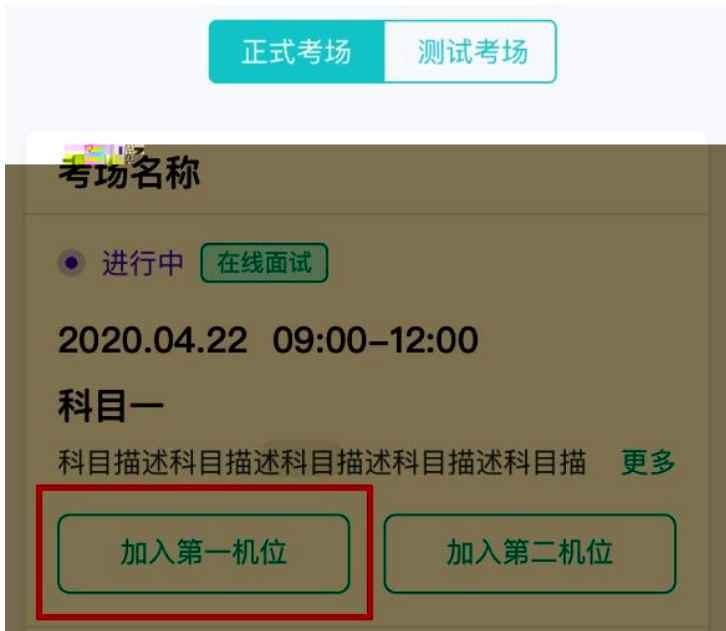 正式考场 测试考场
考场名称
进行中 在线面试
2020.04.22 09:00–12:00
科目一
科目描述科目描述科目描述科目描述科目描 更多
加入第一机位 加入第二机位